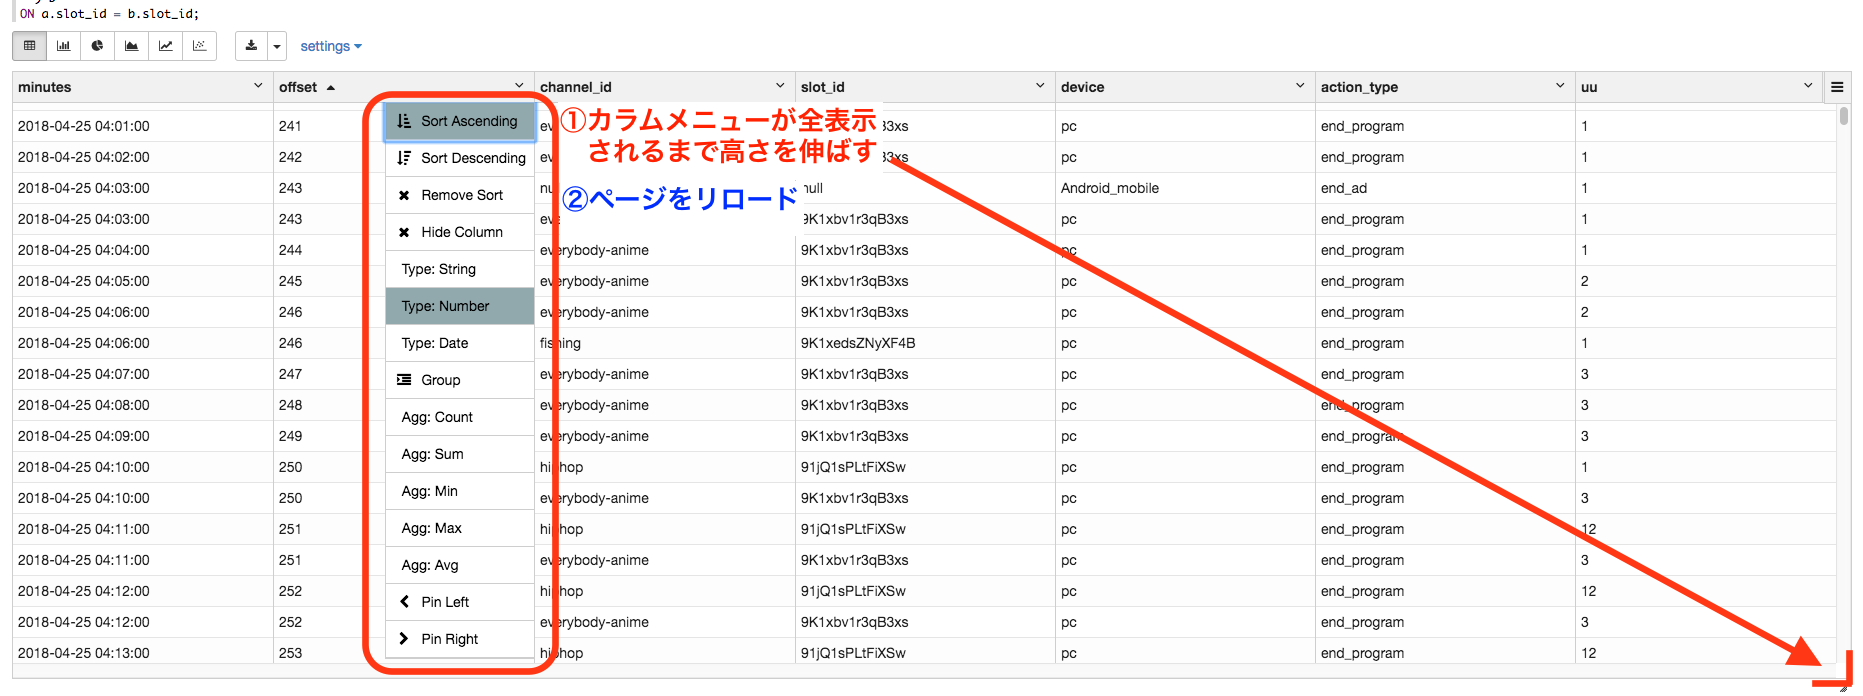 ON a.slot_id = b.slot_id;
settings
minutes offset channel_id slot_id device action_type uu
2018-04-25 04:01:00 241 ev 3xs pc end_program 1
2018-04-25 04:02:00 242 ev 3xs pc end_program 1
2018-04-25 04:03:00 243 nu null Android_mobile end_ad 1
2018-04-25 04:03:00 243 eve 9K1xbv1r3qB3xs pc end_program 1
2018-04-25 04:04:00 244 everybody-anime 9K1xbv1r3qB3xs pc end_program 1
2018-04-25 04:05:00 245 everybody-anime 9K1xbv1r3qB3xs pc end_program 2
2018-04-25 04:06:00 246 everybody-anime 9K1xbv1r3qB3xs pc end_program 2
2018-04-25 04:06:00 246 fishing 9K1xedsZNyXF4B pc end_program 1
2018-04-25 04:07:00 247 everybody-anime 9K1xbv1r3qB3xs pc end_program 3
2018-04-25 04:08:00 248 everybody-anime 9K1xbv1r3qB3xs pc end_program 3
2018-04-25 04:09:00 249 everybody-anime 9K1xbv1r3qB3xs pc end_program 3
2018-04-25 04:10:00 250 hiphop 91jQ1sPLtFiXSw pc end_program 1
2018-04-25 04:10:00 250 everybody-anime 9K1xbv1r3qB3xs pc end_program 3
2018-04-25 04:11:00 251 hiphop 91jQ1sPLtFiXSw pc end_program 12
2018-04-25 04:11:00 251 everybody-anime 9K1xbv1r3qB3xs pc end_program 3
2018-04-25 04:12:00 252 hiphop 91jQ1sPLtFiXSw pc end_program 12
2018-04-25 04:12:00 252 everybody-anime 9K1xbv1r3qB3xs pc end_program 3
2018-04-25 04:13:00 253 hiphop 91jQ1sPLtFiXSw pc end_program 12
Sort Ascending
Sort Descending
Remove Sort
Hide Column
Type: String
Type: Number
Type: Date
Group
Agg: Count
Agg: Sum
Agg: Min
Agg: Max
Agg: Avg
Pin Left
Pin Right
①カラムメニューが全表示
されるまで高さを伸ばす
②ページをリロード